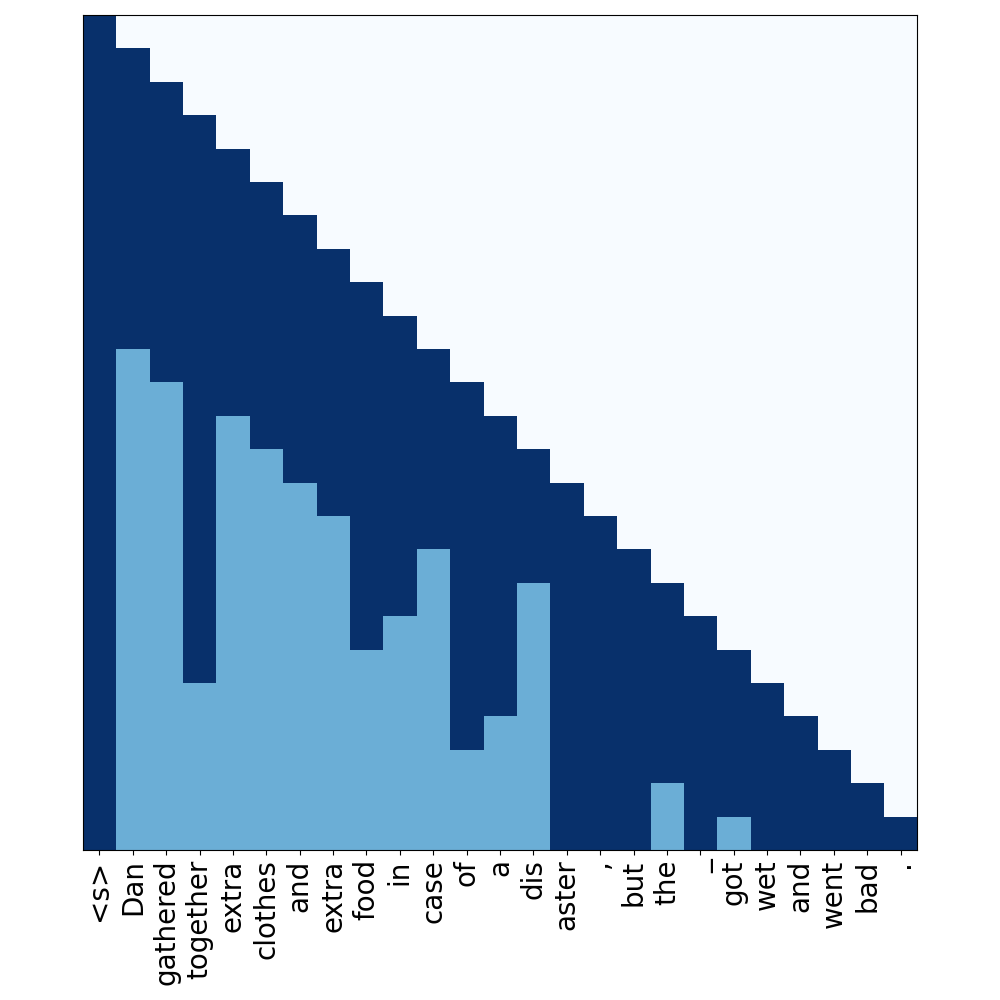 <s> Dan gathered together extra clothes and extra food in case of a dis aster , but the _ got wet and went bad .